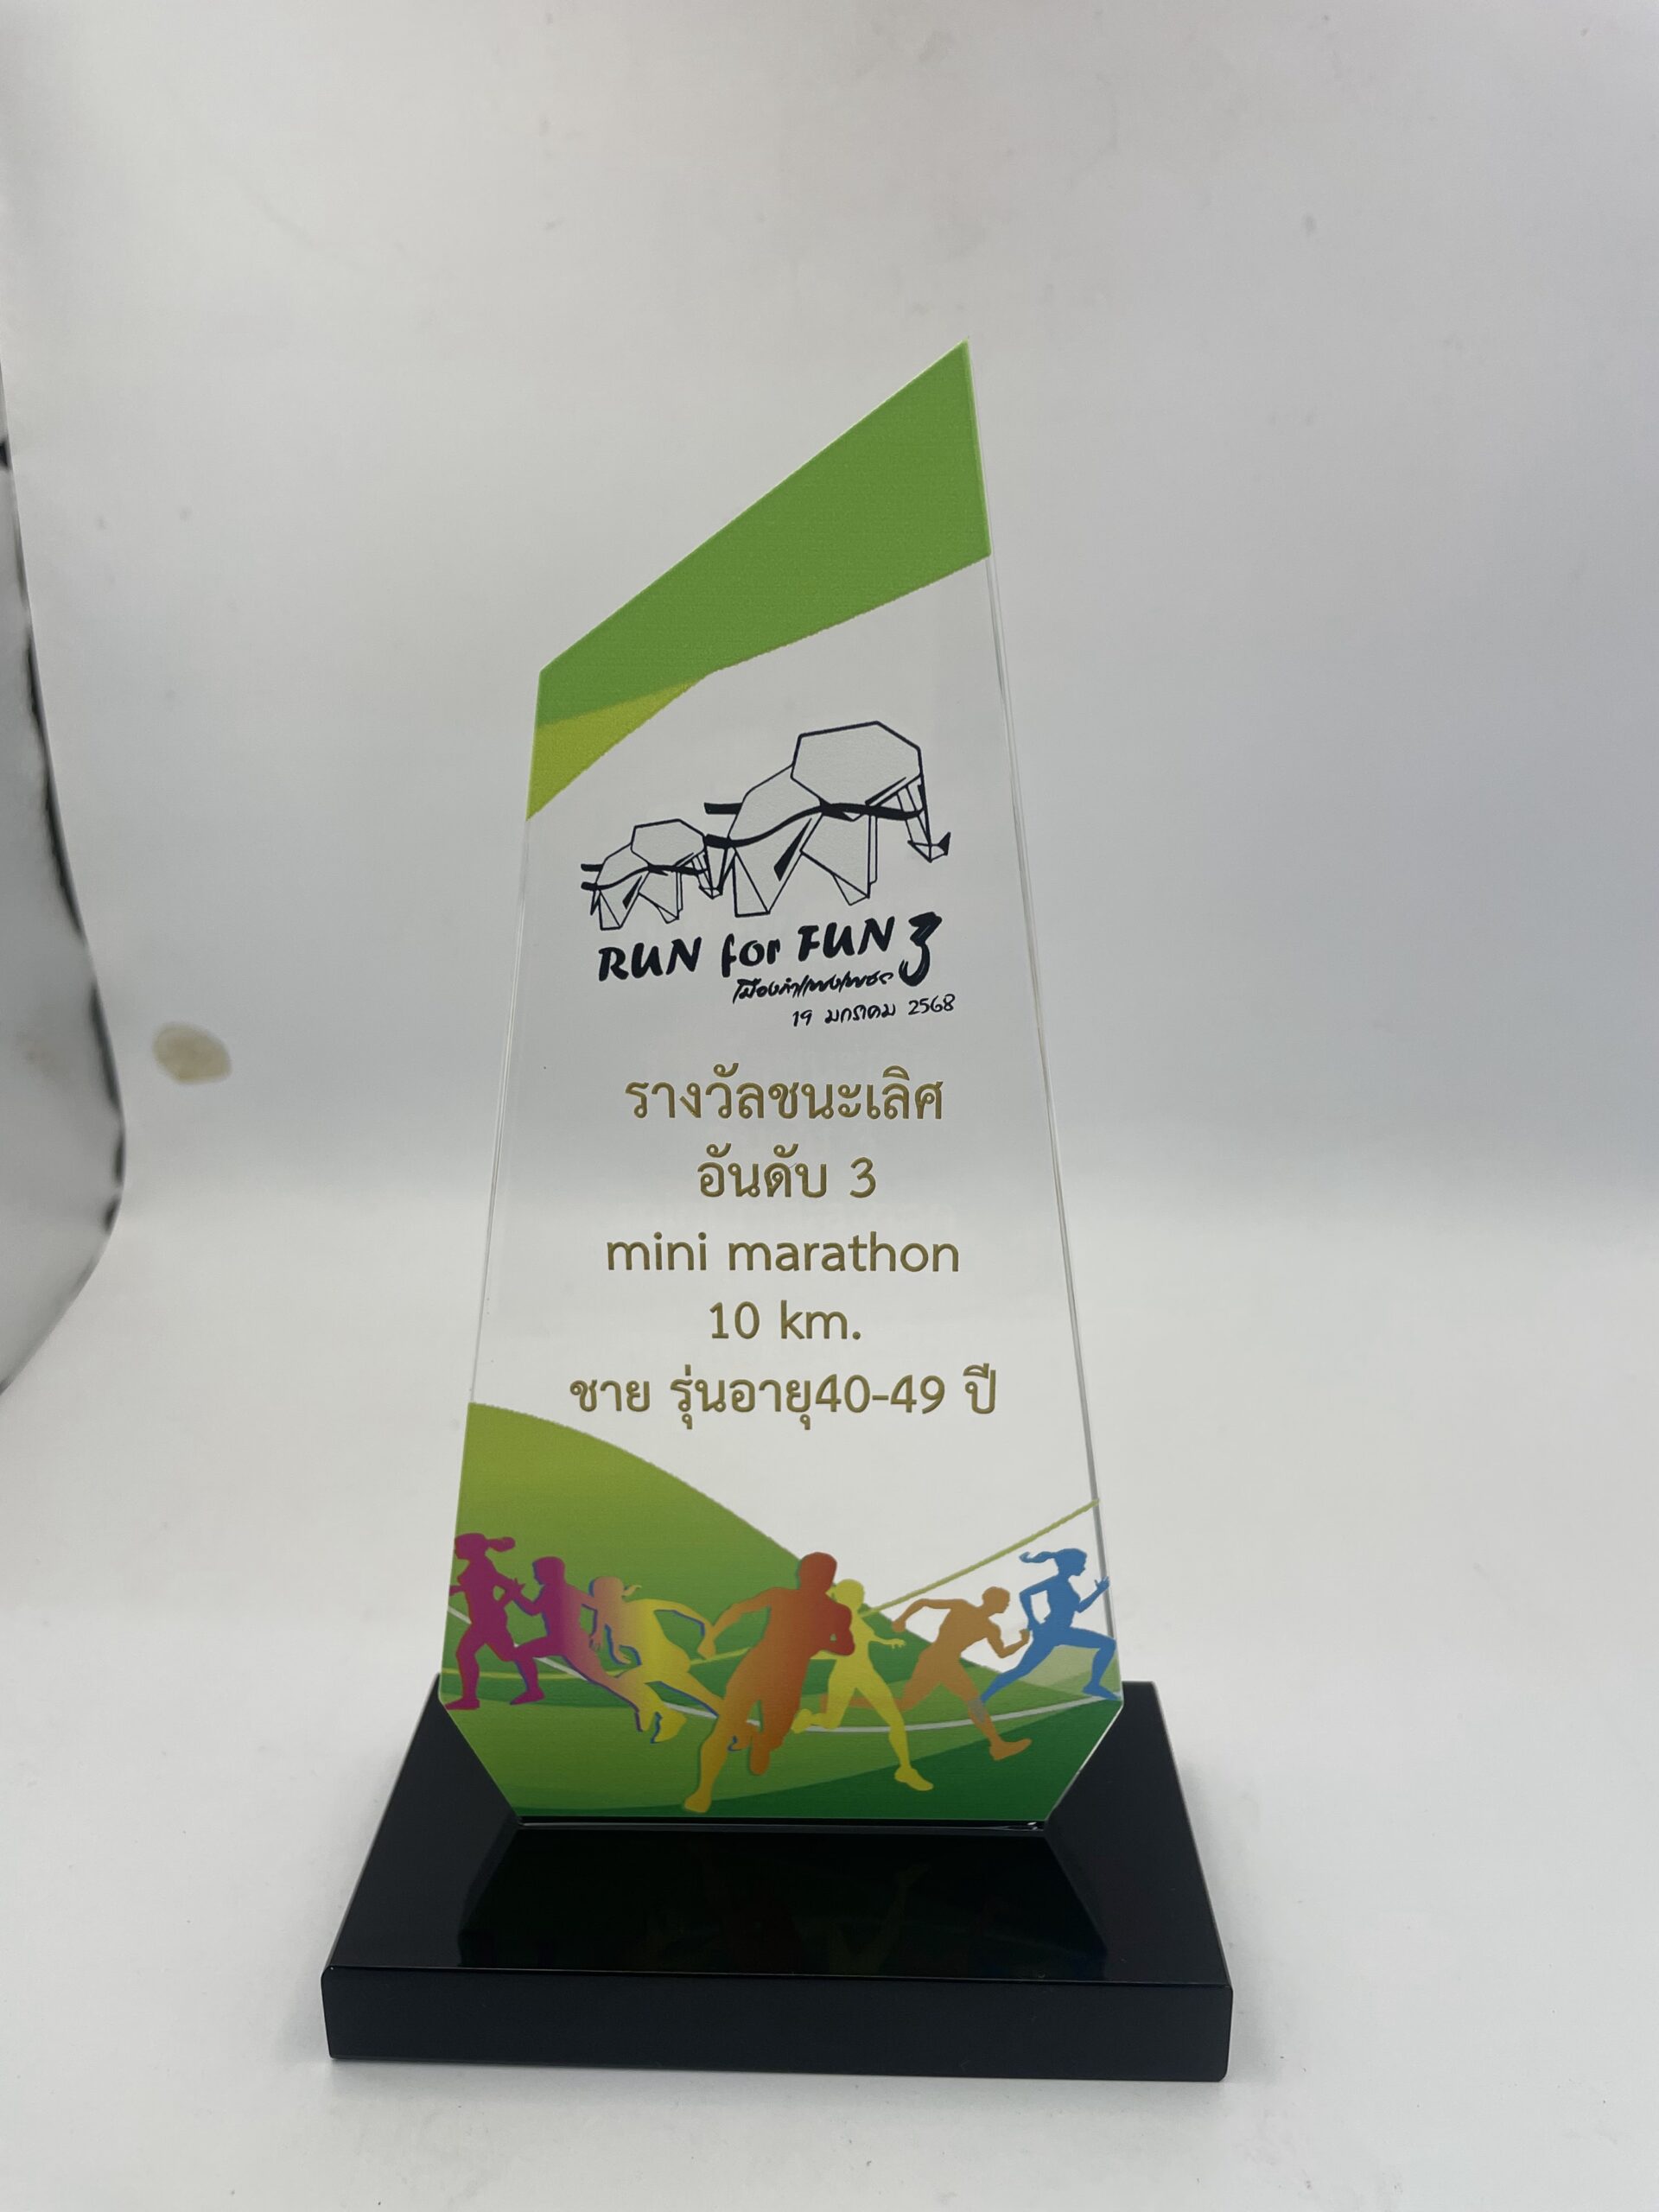 RUN for FUN 3
เมืองกำแพงเพชร
19 มกราคม 2568
รางวัลชนะเลิศ
อันดับ 3
mini marathon
10 km.
ชาย รุ่นอายุ40-49 ปี